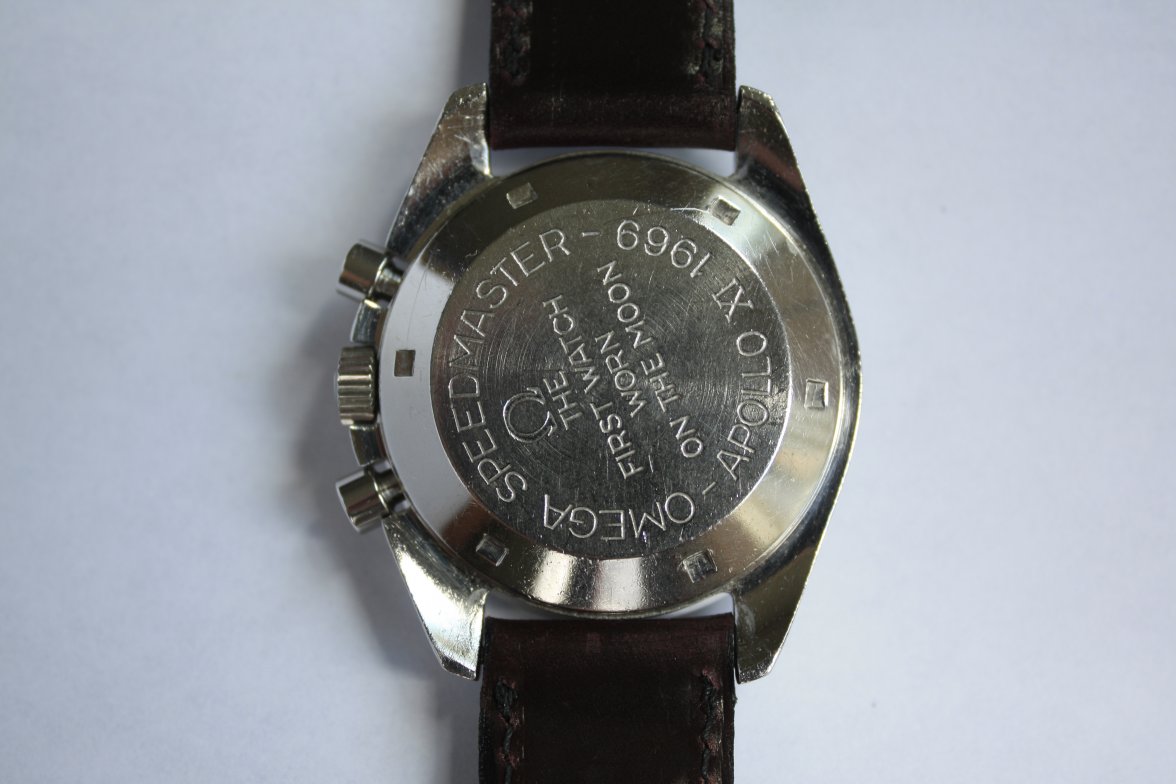 OMEGA SPEEDMASTER - 1969 APOLLO XI -
Ω
THE
FIRST WATCH
WORN
ON THE MOON